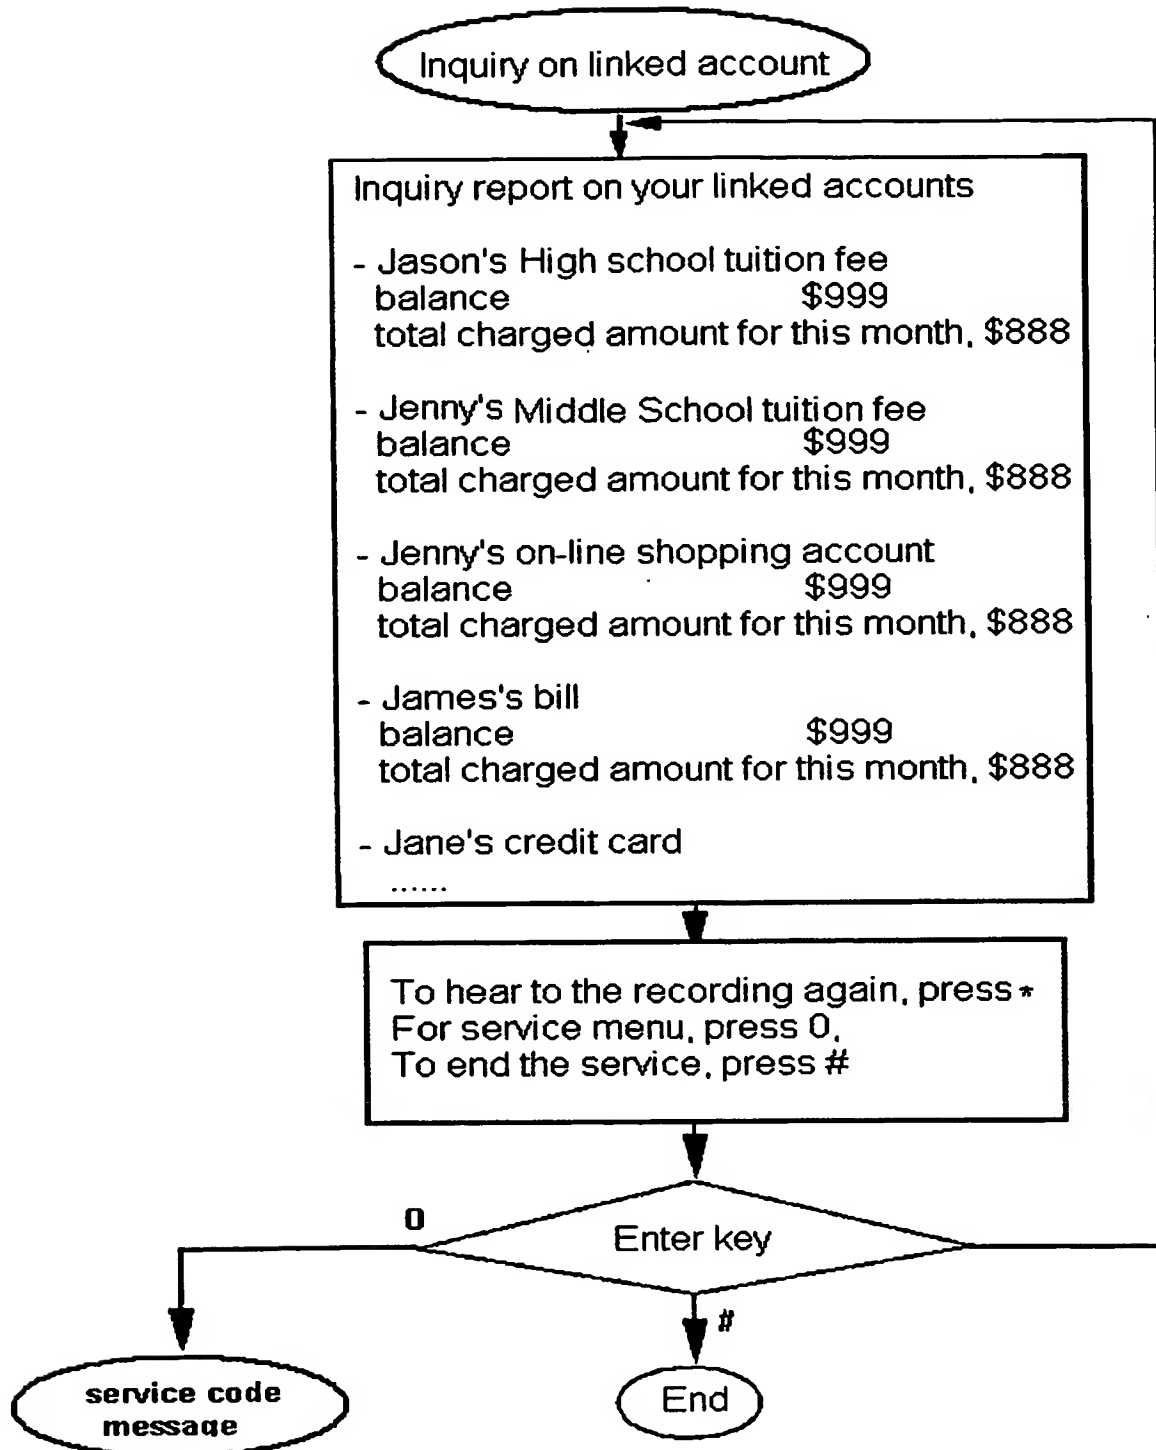 Inquiry on linked account
Inquiry report on your linked accounts
- Jason's High school tuition fee
balance $999
total charged amount for this month, $888
- Jenny's Middle School tuition fee
balance $999
total charged amount for this month, $888
- Jenny's on-line shopping account
balance $999
total charged amount for this month, $888
- James's bill
balance $999
total charged amount for this month, $888
- Jane's credit card
......
To hear to the recording again, press *
For service menu, press 0,
To end the service, press #
0
Enter key
#
service code
message
End